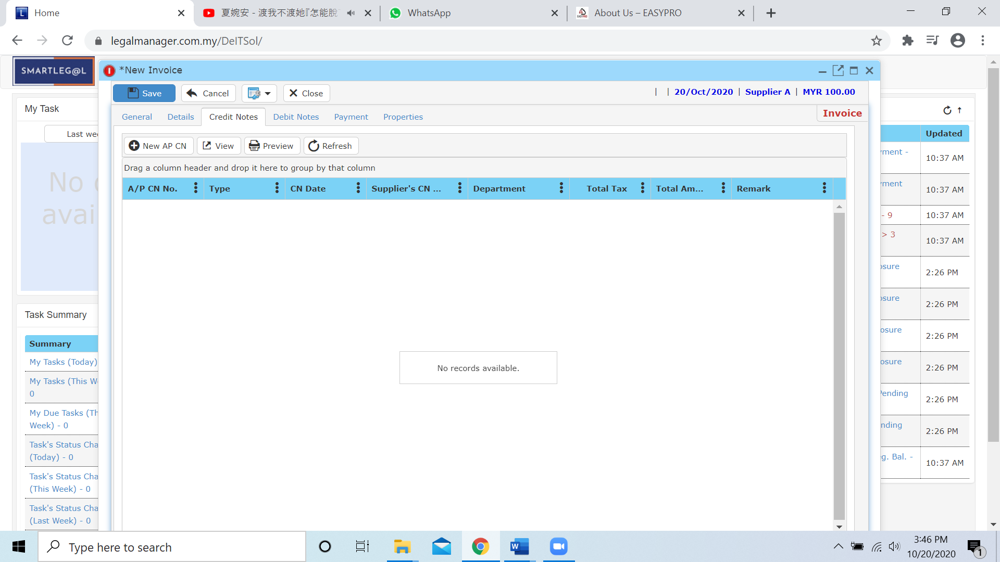 Home
夏婉安 - 渡我不渡她『怎能脫
WhatsApp
About Us – EASYPRO
legalmanager.com.my/DeITSol/
SMARTLEG@L
*New Invoice
Save
Cancel
Close
| | 20/Oct/2020 | Supplier A | MYR 100.00
General
Details
Credit Notes
Debit Notes
Payment
Properties
Invoice
New AP CN
View
Preview
Refresh
Drag a column header and drop it here to group by that column
A/P CN No.
Type
CN Date
Supplier's CN ...
Department
Total Tax
Total Am...
Remark
No records available.
My Task
Last we
No
avai
Task Summary
Summary
My Tasks (Today)
My Tasks (This W
0
My Due Tasks (Th
Week) - 0
Task's Status Cha
(Today) - 0
Task's Status Cha
(This Week) - 0
Task's Status Cha
(Last Week) - 0
Updated
yment -
10:37 AM
yment
10:37 AM
- 9
10:37 AM
> 3
10:37 AM
osure
2:26 PM
osure
2:26 PM
osure
2:26 PM
osure
2:26 PM
Pending
2:26 PM
nding
2:26 PM
eg. Bal. -
10:37 AM
Type here to search
3:46 PM
10/20/2020
1